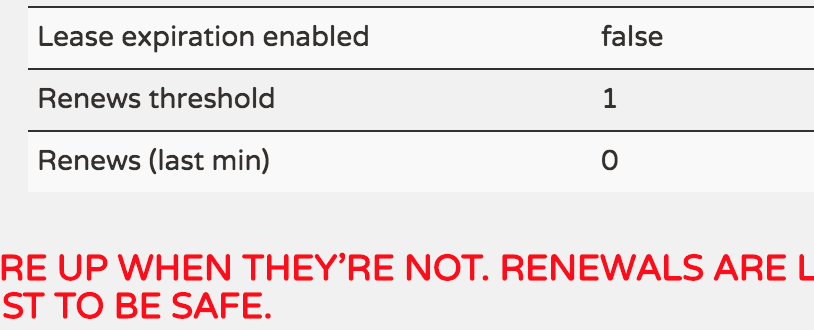 Lease expiration enabled false
Renews threshold 1
Renews (last min) 0
RE UP WHEN THEY’RE NOT. RENEWALS ARE L
ST TO BE SAFE.